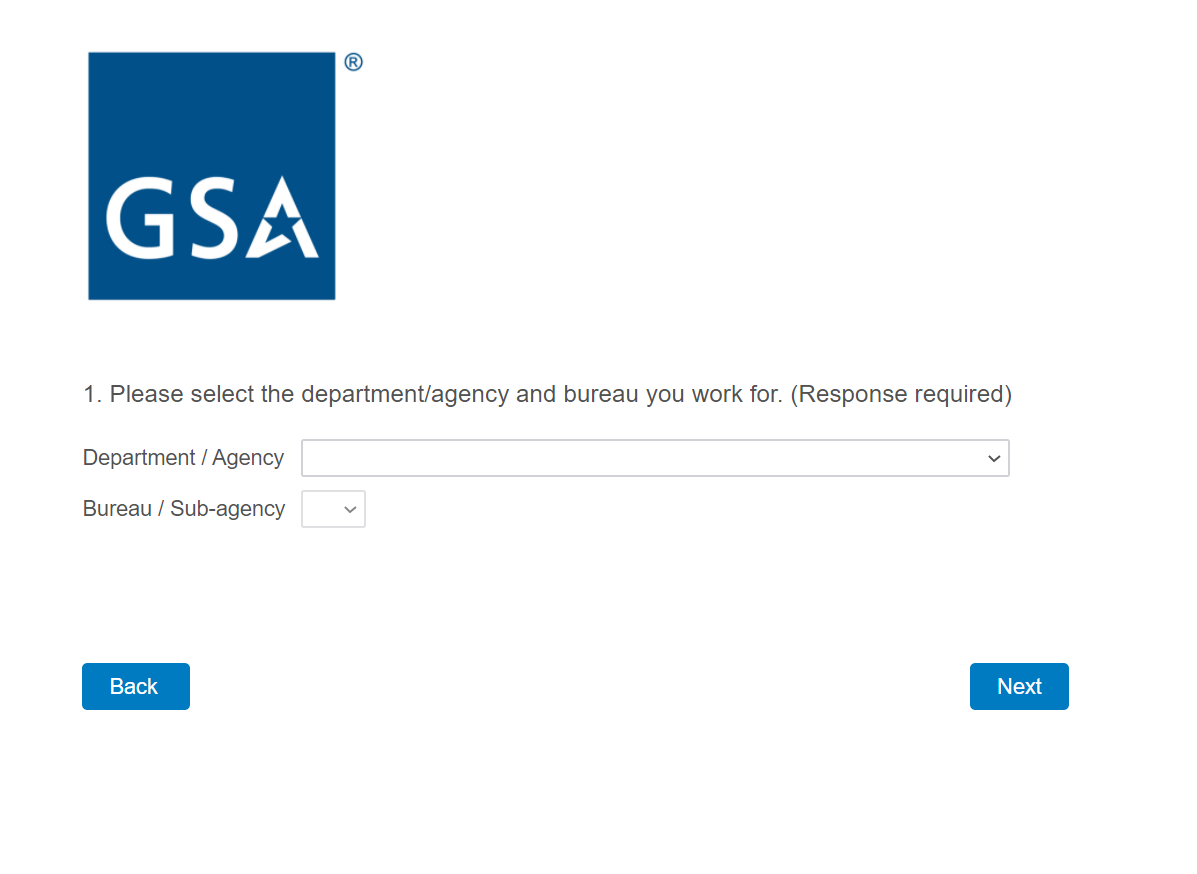 ®
GSA
1. Please select the department/agency and bureau you work for. (Response required)
Department / Agency
Bureau / Sub-agency
Back
Next